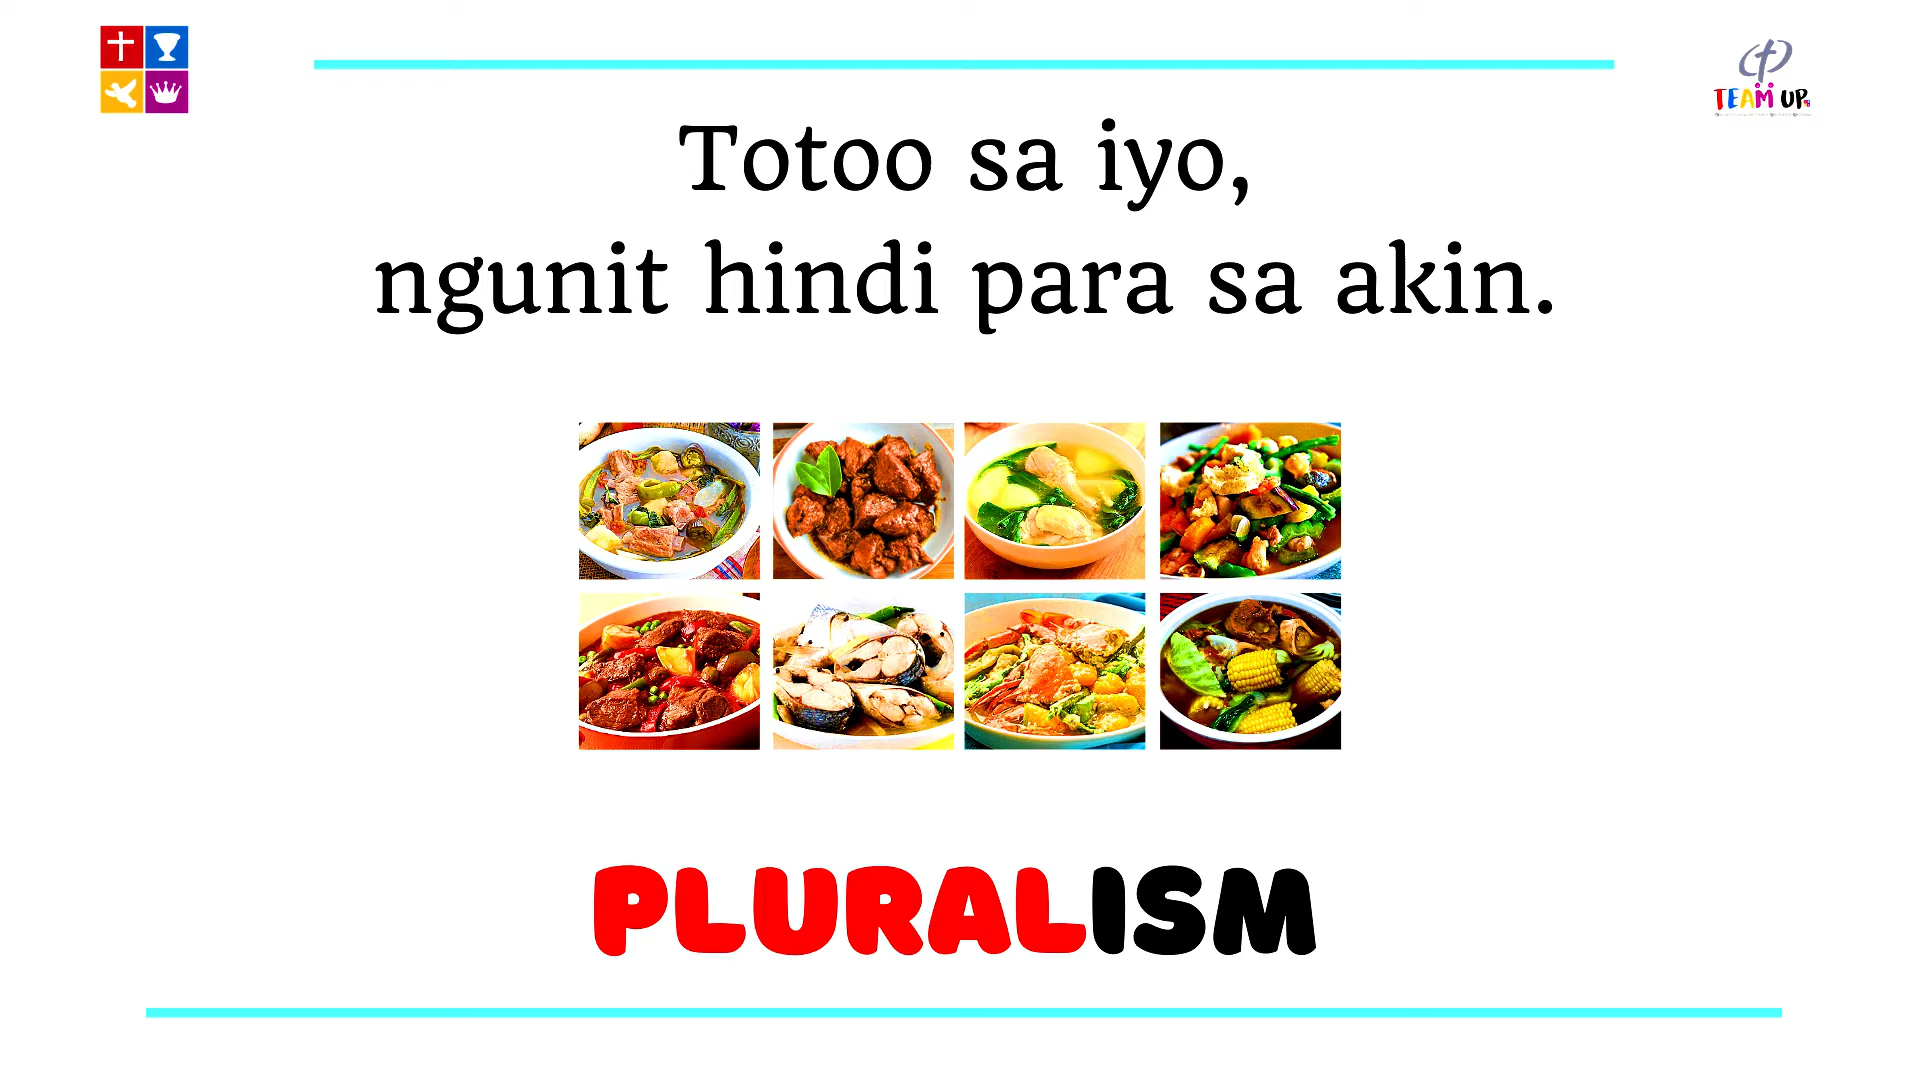 TEAM UP
Totoo sa iyo,
ngunit hindi para sa akin.
PLURALISM